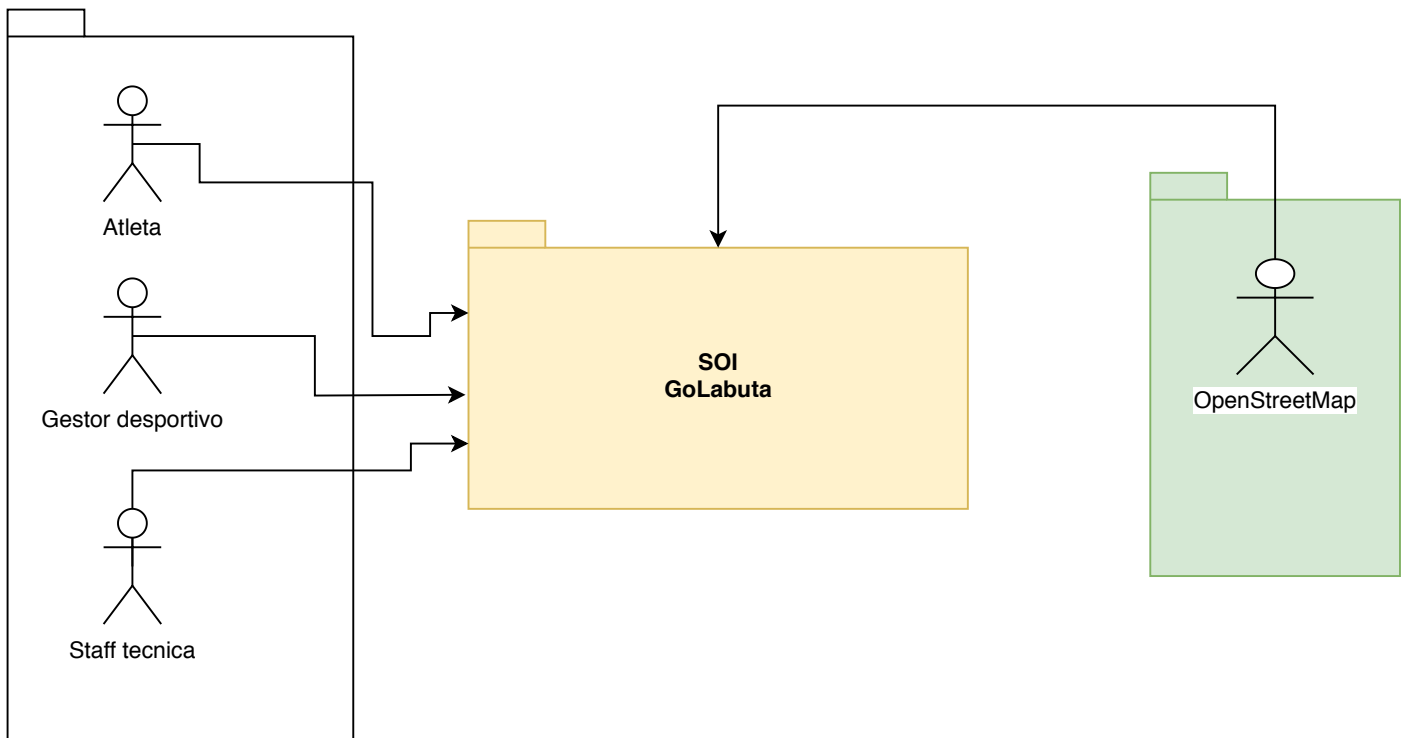 Atleta
Gestor desportivo
Staff tecnica
SOI
GoLabuta
OpenStreetMap